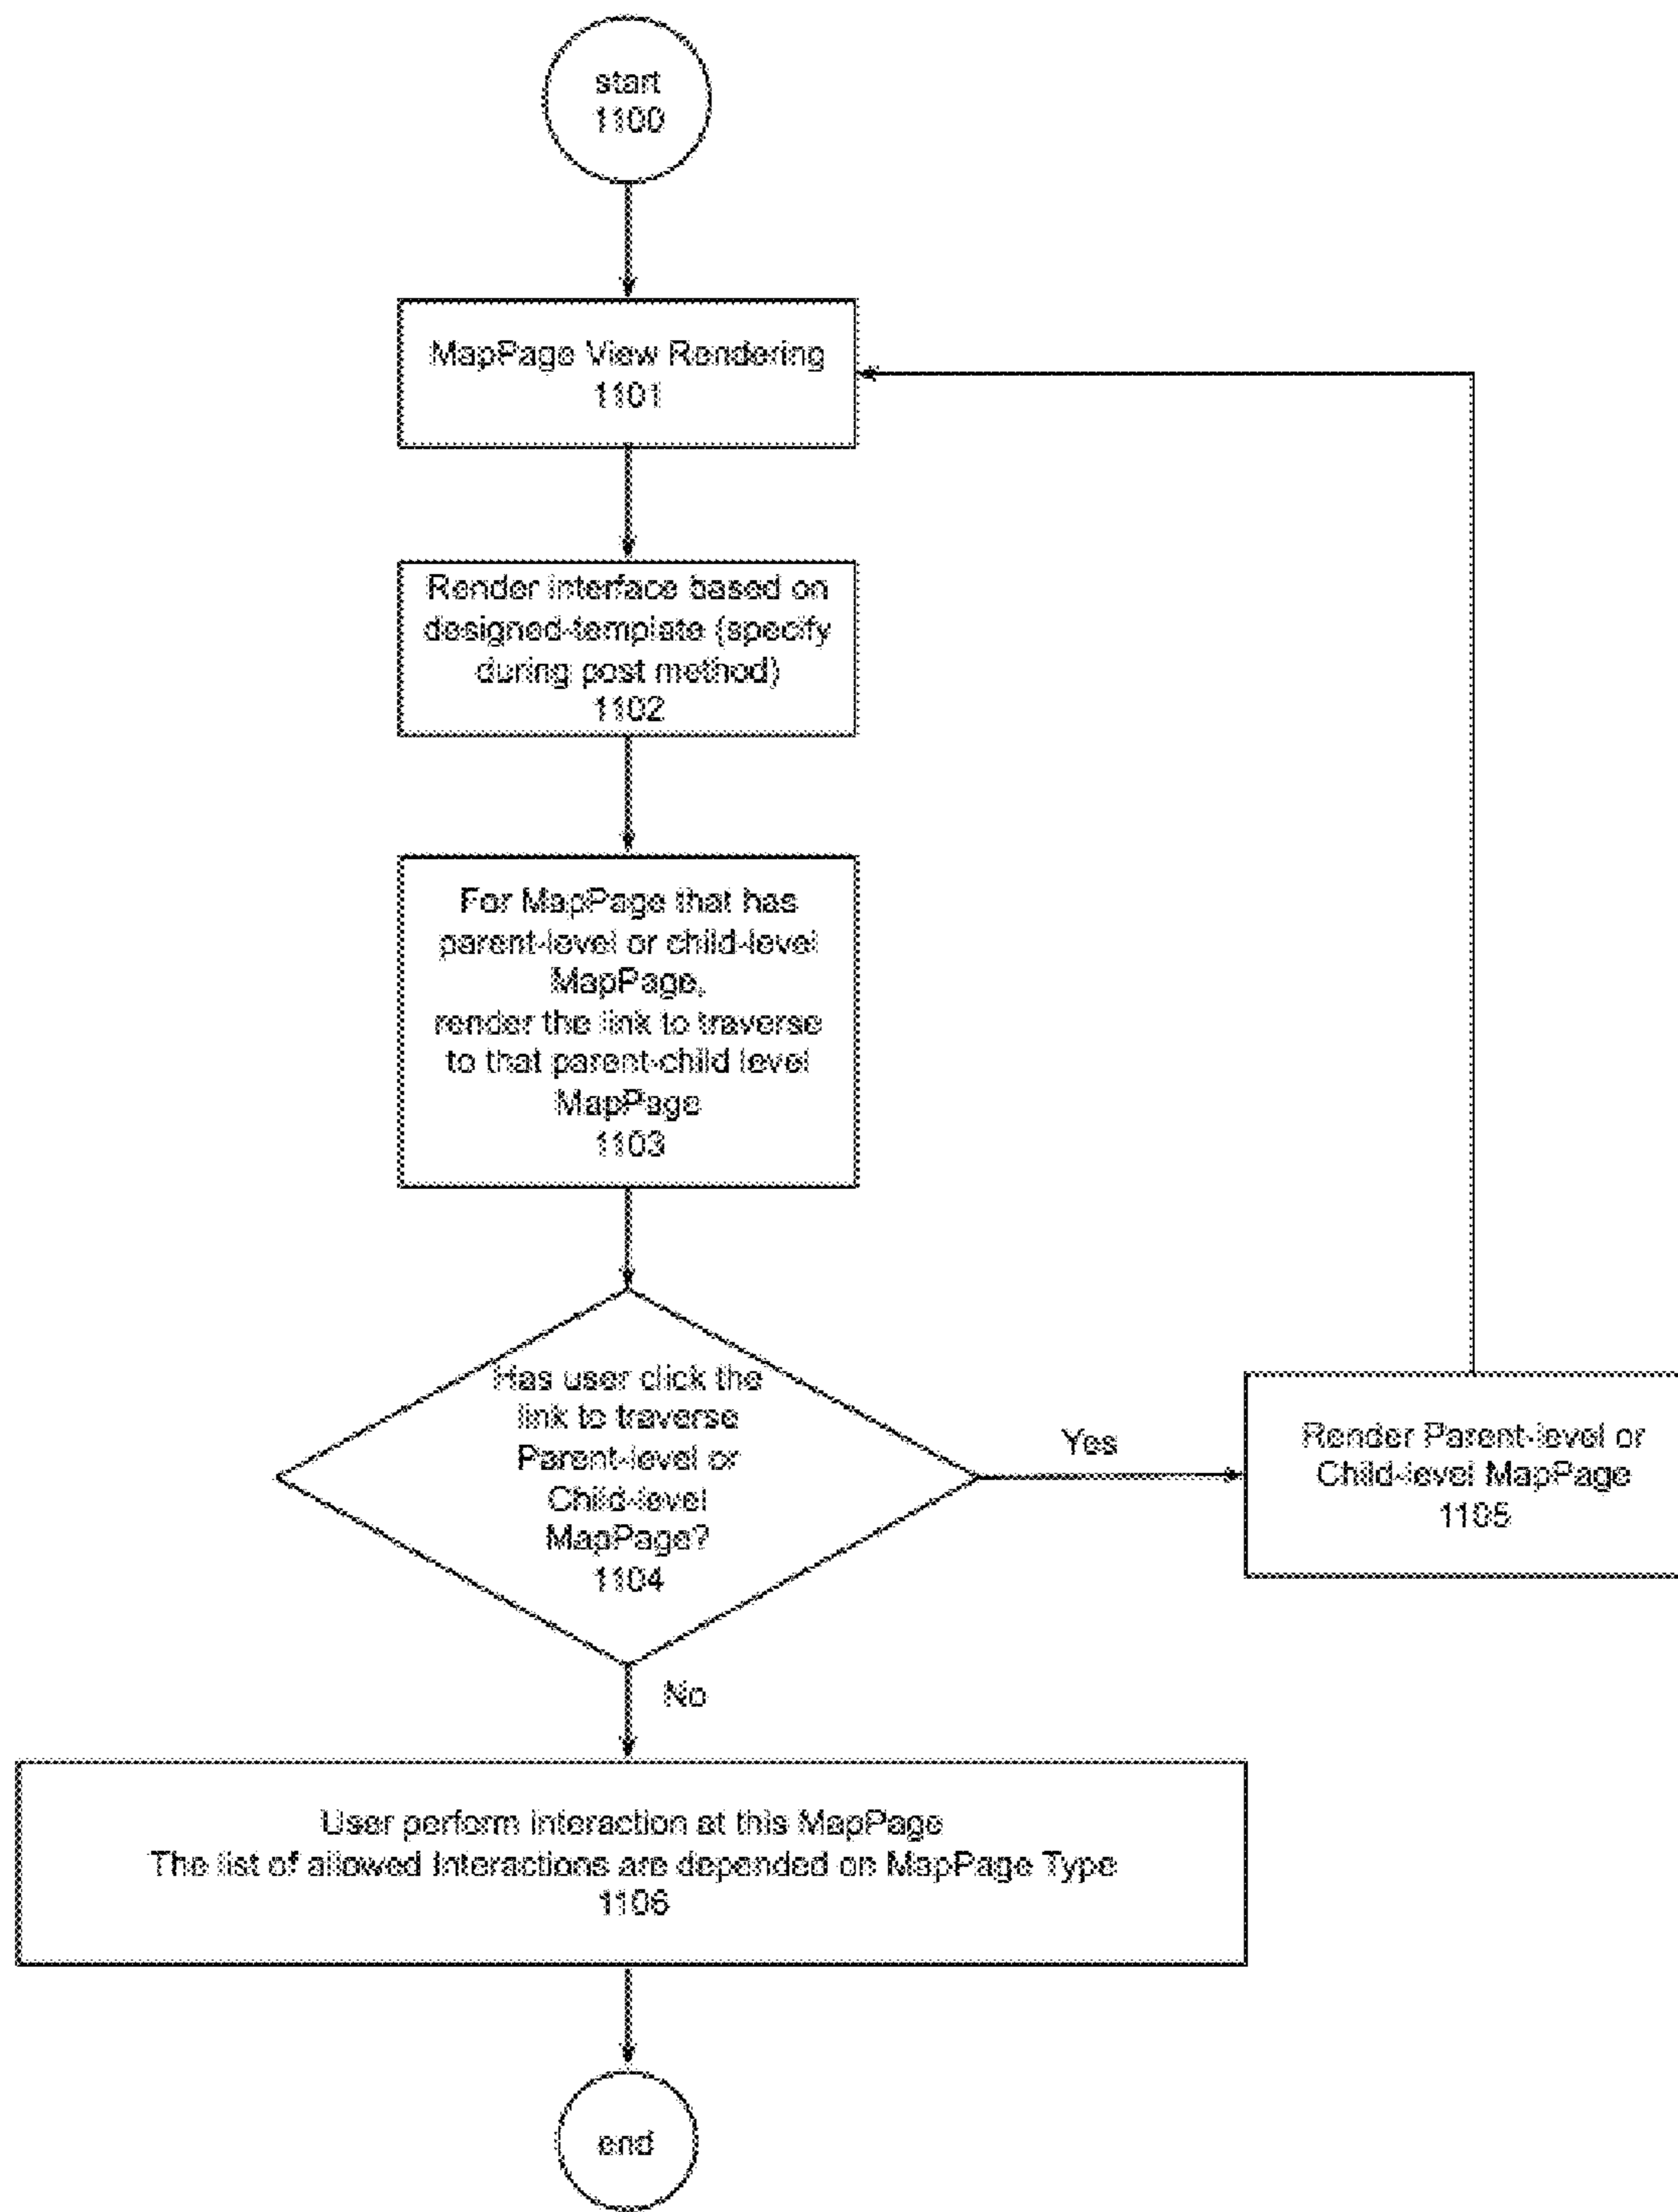 start
1100
MapPage View Rendering
1101
Render interface based on
designed-template (specify
during post method)
1102
For MapPage that has
parent-level or child-level
MapPage,
render the link to traverse
to that parent-child level
MapPage
1103
Has user click the
link to traverse
Parent-level or
Child-level
MapPage?
1104
Yes
Render Parent-level or
Child-level MapPage
1105
No
User perform interaction at this MapPage
The list of allowed Interactions are depended on MapPage Type
1106
end